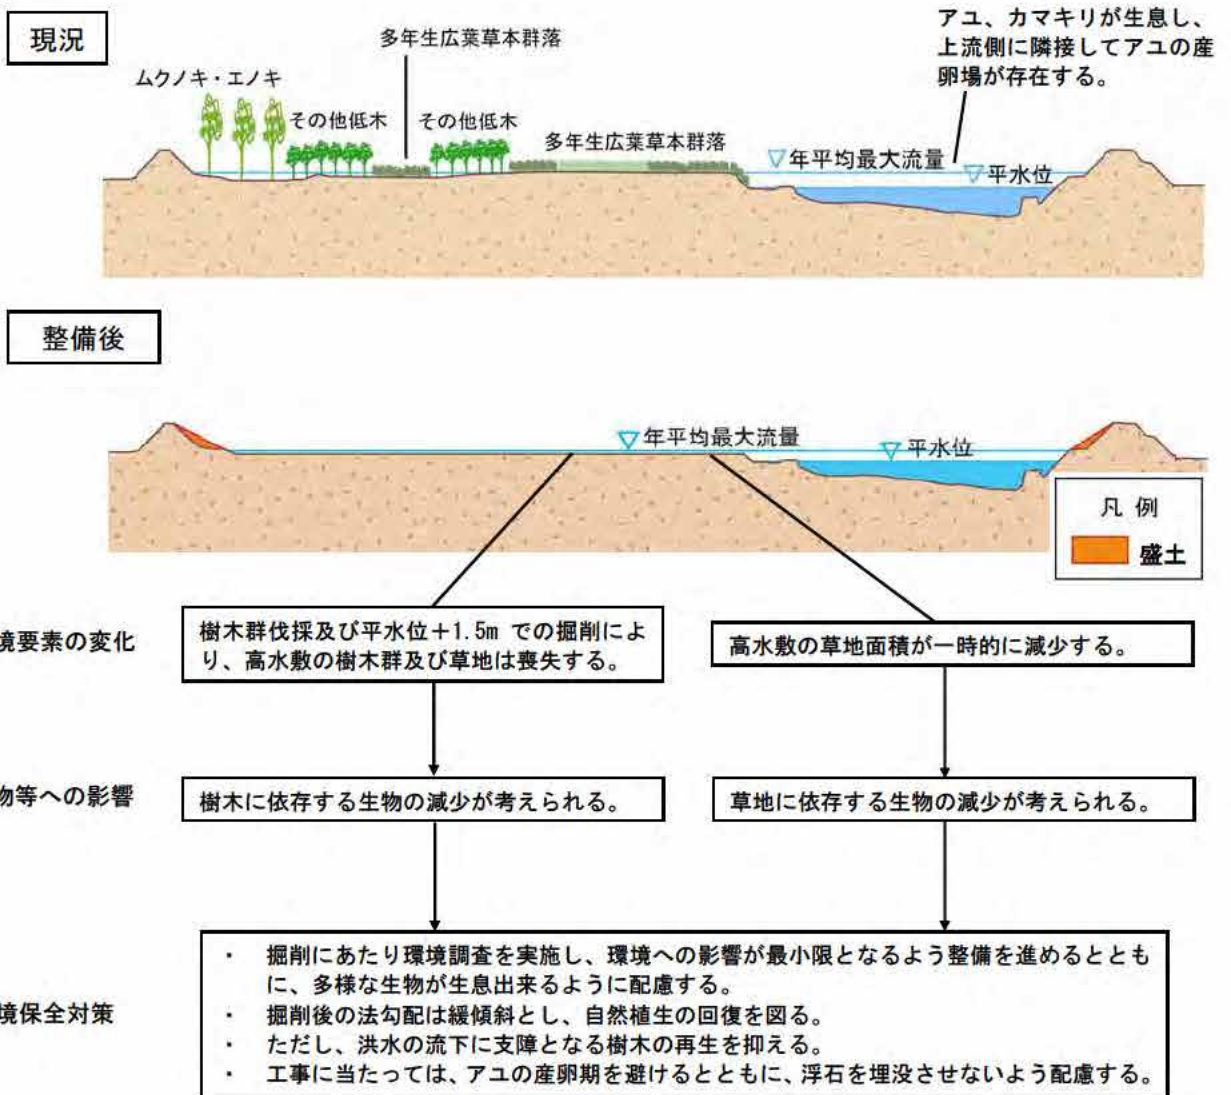 現況
多年生広葉草本群落
アユ、カマキリが生息し、
上流側に隣接してアユの産
卵場が存在する。
ムクノキ・エノキ
その他低木
その他低木
多年生広葉草本群落
年平均最大流量
平水位
整備後
年平均最大流量
平水位
凡 例
盛土
境要素の変化
樹木群伐採及び平水位+1.5m での掘削によ
り、高水敷の樹木群及び草地は喪失する。
高水敷の草地面積が一時的に減少する。
物等への影響
樹木に依存する生物の減少が考えられる。
草地に依存する生物の減少が考えられる。
境保全対策
・ 掘削にあたり環境調査を実施し、環境への影響が最小限となるよう整備を進めるととも
に、多様な生物が生息出来るように配慮する。
・ 掘削後の法勾配は緩傾斜とし、自然植生の回復を図る。
・ ただし、洪水の流下に支障となる樹木の再生を抑える。
・ 工事に当たっては、アユの産卵期を避けるとともに、浮石を埋没させないよう配慮する。